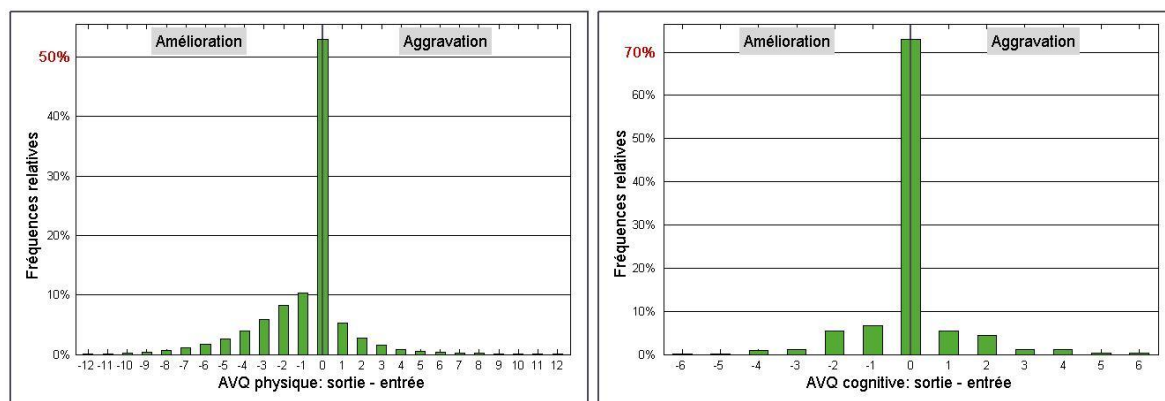 Amélioration
Aggravation
50%
40%
30%
20%
10%
0%
Fréquences relatives
-12 -11 -10 -9 -8 -7 -6 -5 -4 -3 -2 -1 0 1 2 3 4 5 6 7 8 9 10 11 12
AVQ physique: sortie - entrée
Amélioration
Aggravation
70%
60%
50%
40%
30%
20%
10%
0%
Fréquences relatives
-6 -5 -4 -3 -2 -1 0 1 2 3 4 5 6
AVQ cognitive: sortie - entrée